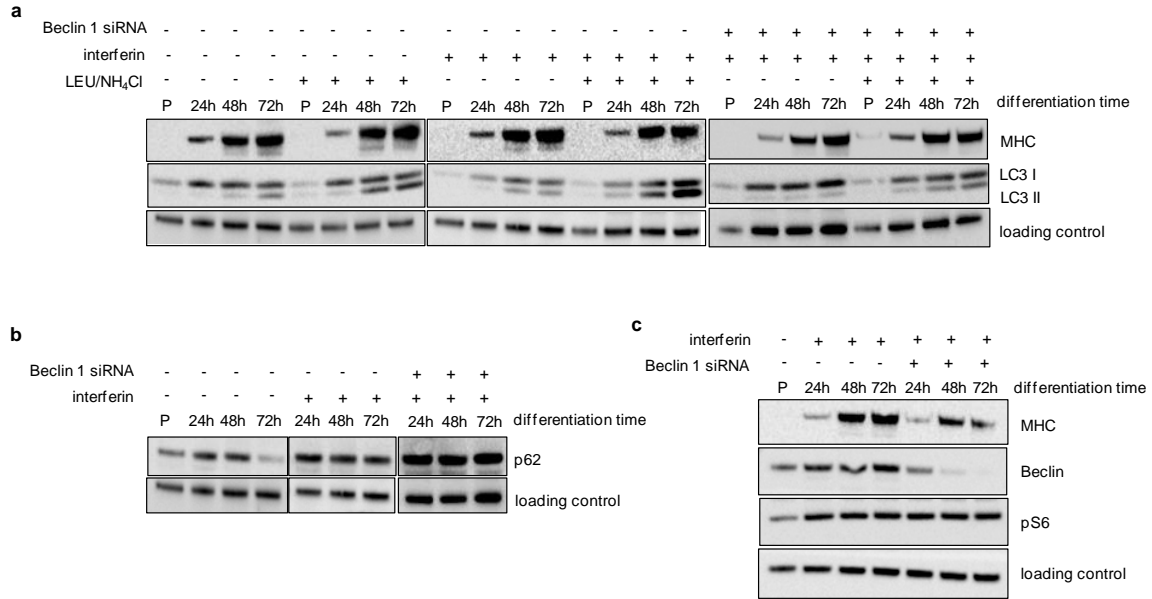 a
Beclin 1 siRNA - - - - - - - - - - - - - - - - + + + + + + + +
interferin - - - - - - - - + + + + + + + + + + + + + + + +
LEU/NH₄Cl - - - - + + + + - - - - + + + + - - - - + + + +
P 24h 48h 72h P 24h 48h 72h P 24h 48h 72h P 24h 48h 72h P 24h 48h 72h P 24h 48h 72h differentiation time
MHC
LC3 I
LC3 II
loading control
b
Beclin 1 siRNA - - - - - - - + + +
interferin - - - - + + + + + +
P 24h 48h 72h 24h 48h 72h 24h 48h 72h differentiation time
p62
loading control
c
interferin - + + + + + +
Beclin 1 siRNA - - - - + + +
P 24h 48h 72h 24h 48h 72h differentiation time
MHC
Beclin
pS6
loading control